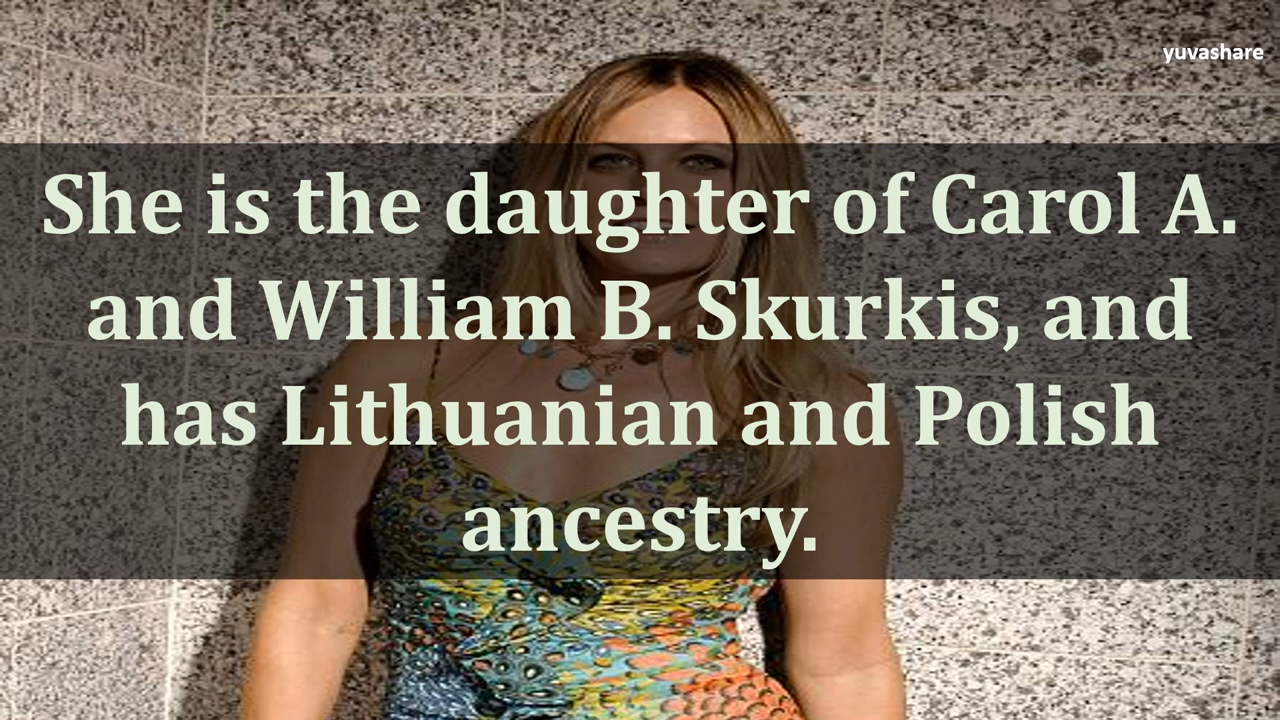 yuvashare
She is the daughter of Carol A.
and William B. Skurkis, and
has Lithuanian and Polish
ancestry.